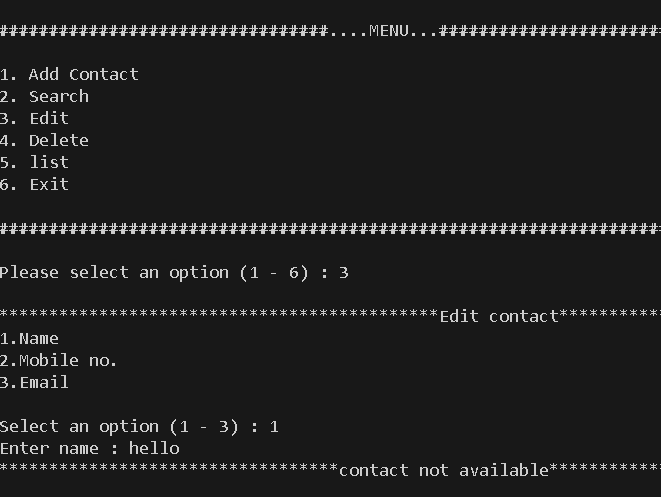 #################################....MENU...######################
1. Add Contact
2. Search
3. Edit
4. Delete
5. list
6. Exit
##################################################################
Please select an option (1 - 6) : 3
********************************************Edit contact**********
1.Name
2.Mobile no.
3.Email
Select an option (1 - 3) : 1
Enter name : hello
**********************************contact not available***********